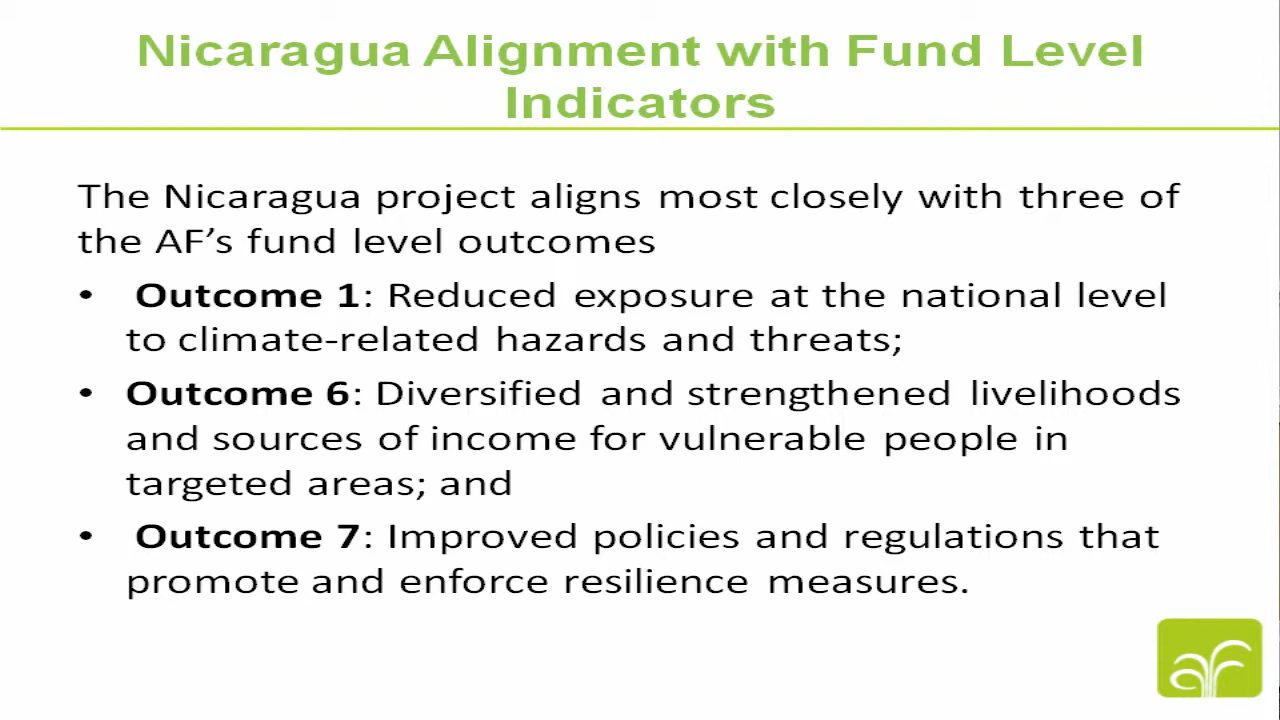 Nicaragua Alignment with Fund Level
Indicators
The Nicaragua project aligns most closely with three of
the AF’s fund level outcomes
• Outcome 1: Reduced exposure at the national level
to climate-related hazards and threats;
• Outcome 6: Diversified and strengthened livelihoods
and sources of income for vulnerable people in
targeted areas; and
• Outcome 7: Improved policies and regulations that
promote and enforce resilience measures.
af